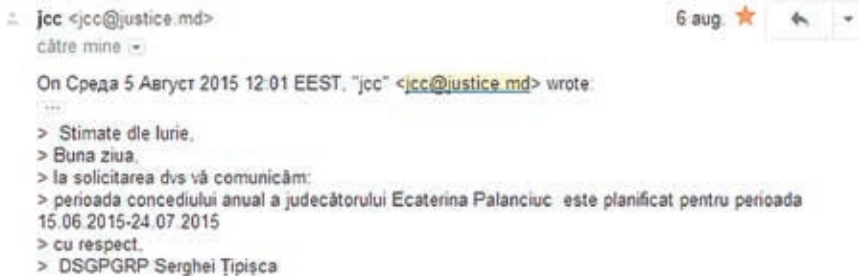 jcc <jcc@justice.md> 6 aug.
către mine
On Среда 5 Август 2015 12:01 EEST, "jcc" <jcc@justice.md> wrote:
...
> Stimate dle Iurie,
> Buna ziua,
> la solicitarea dvs vă comunicăm:
> perioada concediului anual a judecătorului Ecaterina Palanciuc este planificat pentru perioada
15.06.2015-24.07.2015
> cu respect,
> DSGPGRP Serghei Țipișca